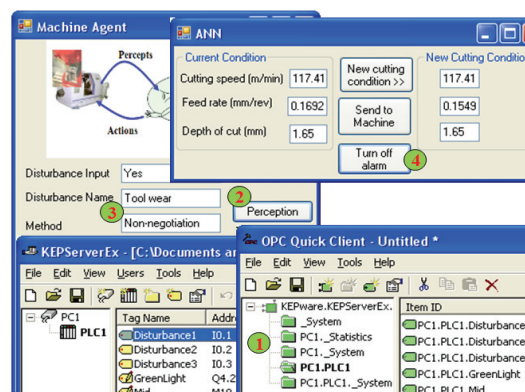 Machine Agent
Percepts
Actions
Disturbance Input Yes
Disturbance Name Tool wear
Method Non-negotiation
3
2
Perception
ANN
Current Condition
Cutting speed (m/min) 117.41
Feed rate (mm/rev) 0.1692
Depth of cut (mm) 1.65
New cutting
condition >>
Send to
Machine
Turn off
alarm
4
New Cutting Conditio
117.41
0.1549
1.65
KEPServerEx - [C:\Documents ar
File Edit View Users Tools Help
PC1
PLC1
Tag Name Addre
Disturbance1 I0.1
Disturbance2 I0.2
Disturbance3 I0.3
GreenLight Q4.2
Mid M10
OPC Quick Client - Untitled *
File Edit View Tools Help
KEPware.KEPServerEx.
_System
PC1._Statistics
PC1._System
PC1.PLC1
PC1.PLC1._System
1
Item ID
PC1.PLC1.Disturbance
PC1.PLC1.Disturbance
PC1.PLC1.Disturbance
PC1.PLC1.GreenLight
PC1.PLC1.Mid